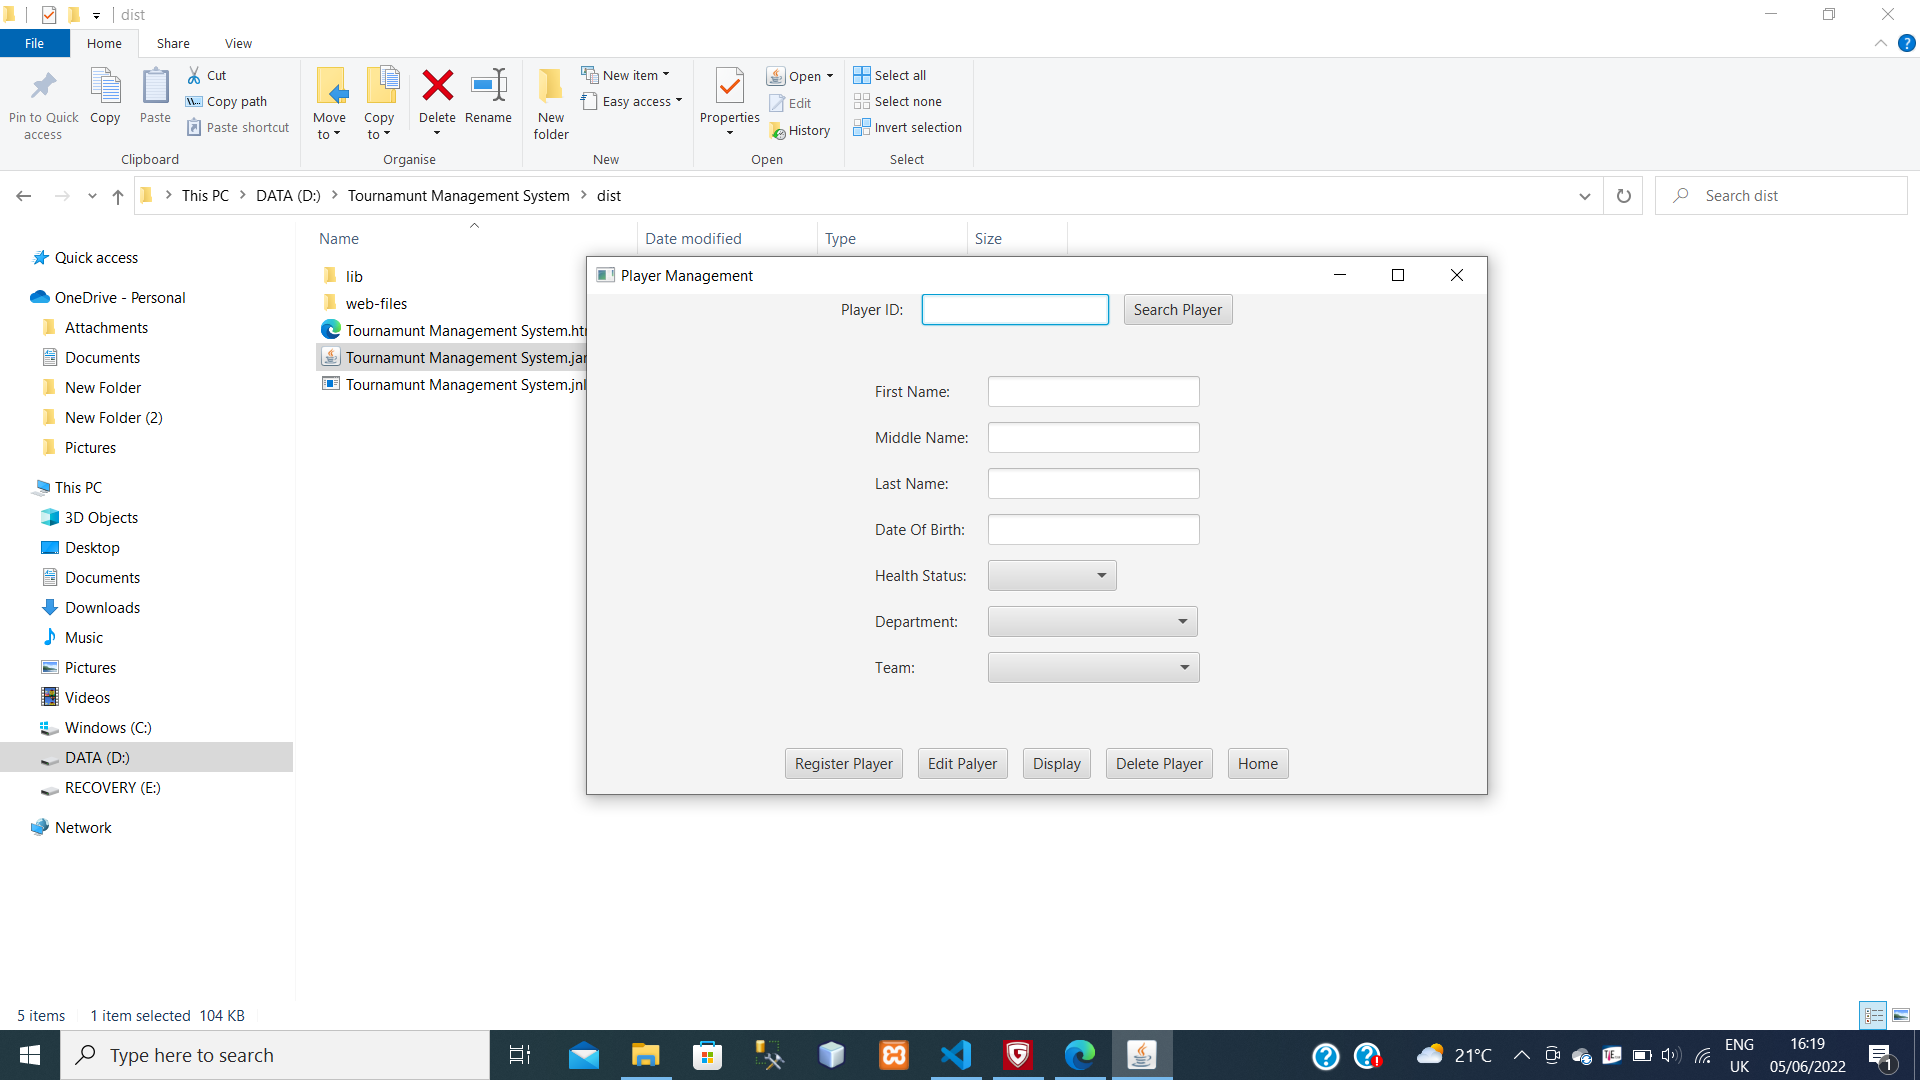 dist
File Home Share View
Pin to Quick access
Copy
Paste
Cut
Copy path
Paste shortcut
Clipboard
Move to
Copy to
Delete
Rename
Organise
New folder
New item
Easy access
New
Properties
Open
Edit
History
Open
Select all
Select none
Invert selection
Select
This PC > DATA (D:) > Tournamunt Management System > dist
Search dist
Name Date modified Type Size
Quick access
OneDrive - Personal
Attachments
Documents
New Folder
New Folder (2)
Pictures
This PC
3D Objects
Desktop
Documents
Downloads
Music
Pictures
Videos
Windows (C:)
DATA (D:)
RECOVERY (E:)
Network
lib
web-files
Tournamunt Management System.ht
Tournamunt Management System.jar
Tournamunt Management System.jnl
Player Management
Player ID: Search Player
First Name:
Middle Name:
Last Name:
Date Of Birth:
Health Status:
Department:
Team:
Register Player Edit Palyer Display Delete Player Home
5 items 1 item selected 104 KB
Type here to search
21°C
ENG
UK
16:19
05/06/2022
1